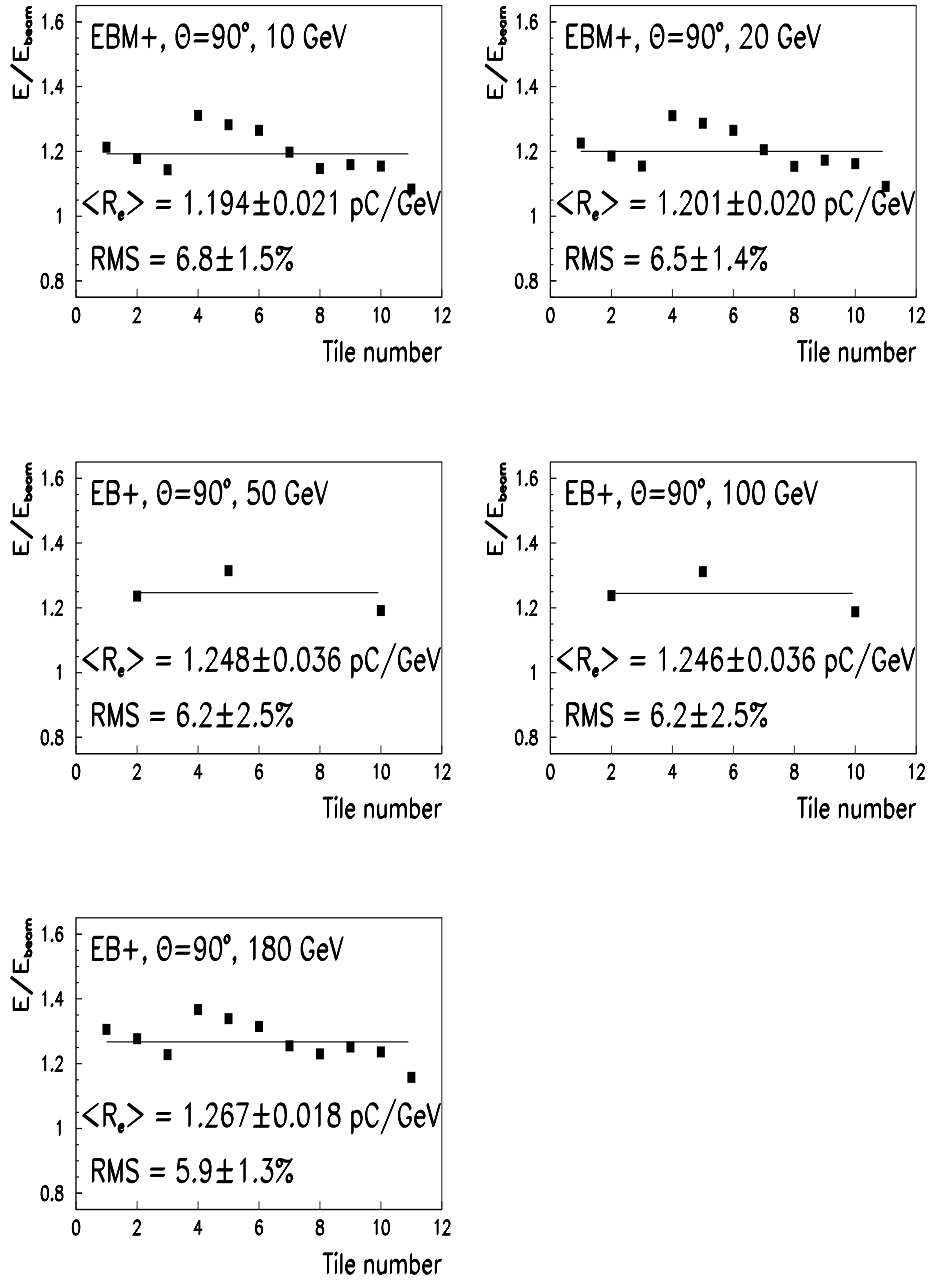 E/Ebeam
1.6
1.4
1.2
1
0.8
EBM+, Θ=90°, 10 GeV
<Re> = 1.194±0.021 pC/GeV
RMS = 6.8±1.5%
0 2 4 6 8 10 12
Tile number
E/Ebeam
1.6
1.4
1.2
1
0.8
EBM+, Θ=90°, 20 GeV
<Re> = 1.201±0.020 pC/GeV
RMS = 6.5±1.4%
0 2 4 6 8 10 12
Tile number
E/Ebeam
1.6
1.4
1.2
1
0.8
EB+, Θ=90°, 50 GeV
<Re> = 1.248±0.036 pC/GeV
RMS = 6.2±2.5%
0 2 4 6 8 10 12
Tile number
E/Ebeam
1.6
1.4
1.2
1
0.8
EB+, Θ=90°, 100 GeV
<Re> = 1.246±0.036 pC/GeV
RMS = 6.2±2.5%
0 2 4 6 8 10 12
Tile number
E/Ebeam
1.6
1.4
1.2
1
0.8
EB+, Θ=90°, 180 GeV
<Re> = 1.267±0.018 pC/GeV
RMS = 5.9±1.3%
0 2 4 6 8 10 12
Tile number